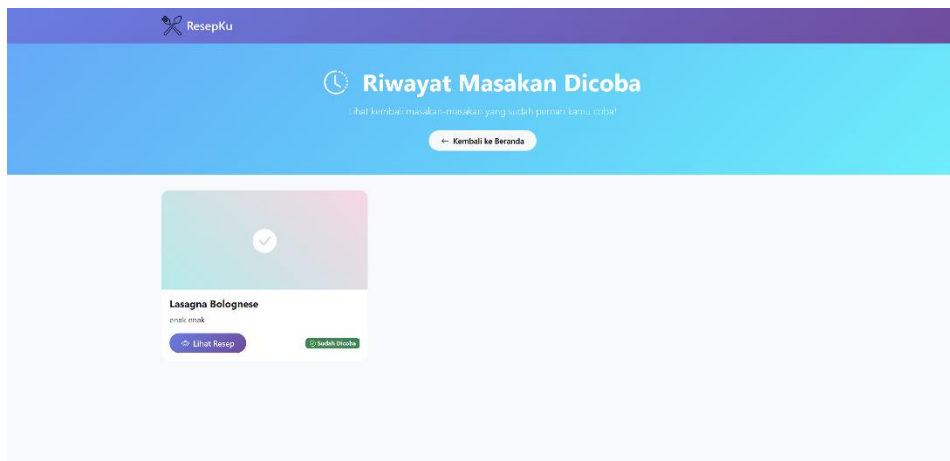 ResepKu
Riwayat Masakan Dicoba
Lihat kembali masakan-masakan yang sudah pernah kamu coba!
← Kembali ke Beranda
Lasagna Bolognese
enak enak
Lihat Resep
Sudah Dicoba